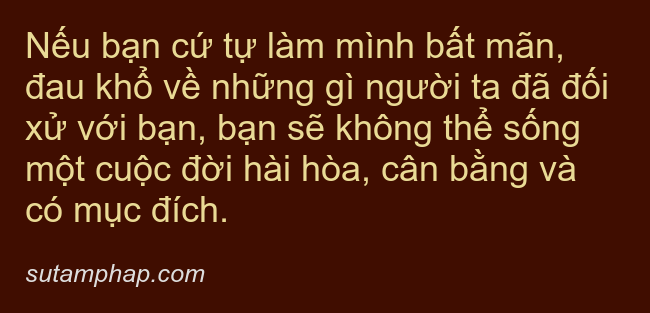 Nếu bạn cứ tự làm mình bất mãn,
đau khổ về những gì người ta đã đối
xử với bạn, bạn sẽ không thể sống
một cuộc đời hài hòa, cân bằng và
có mục đích.
sutamphap.com